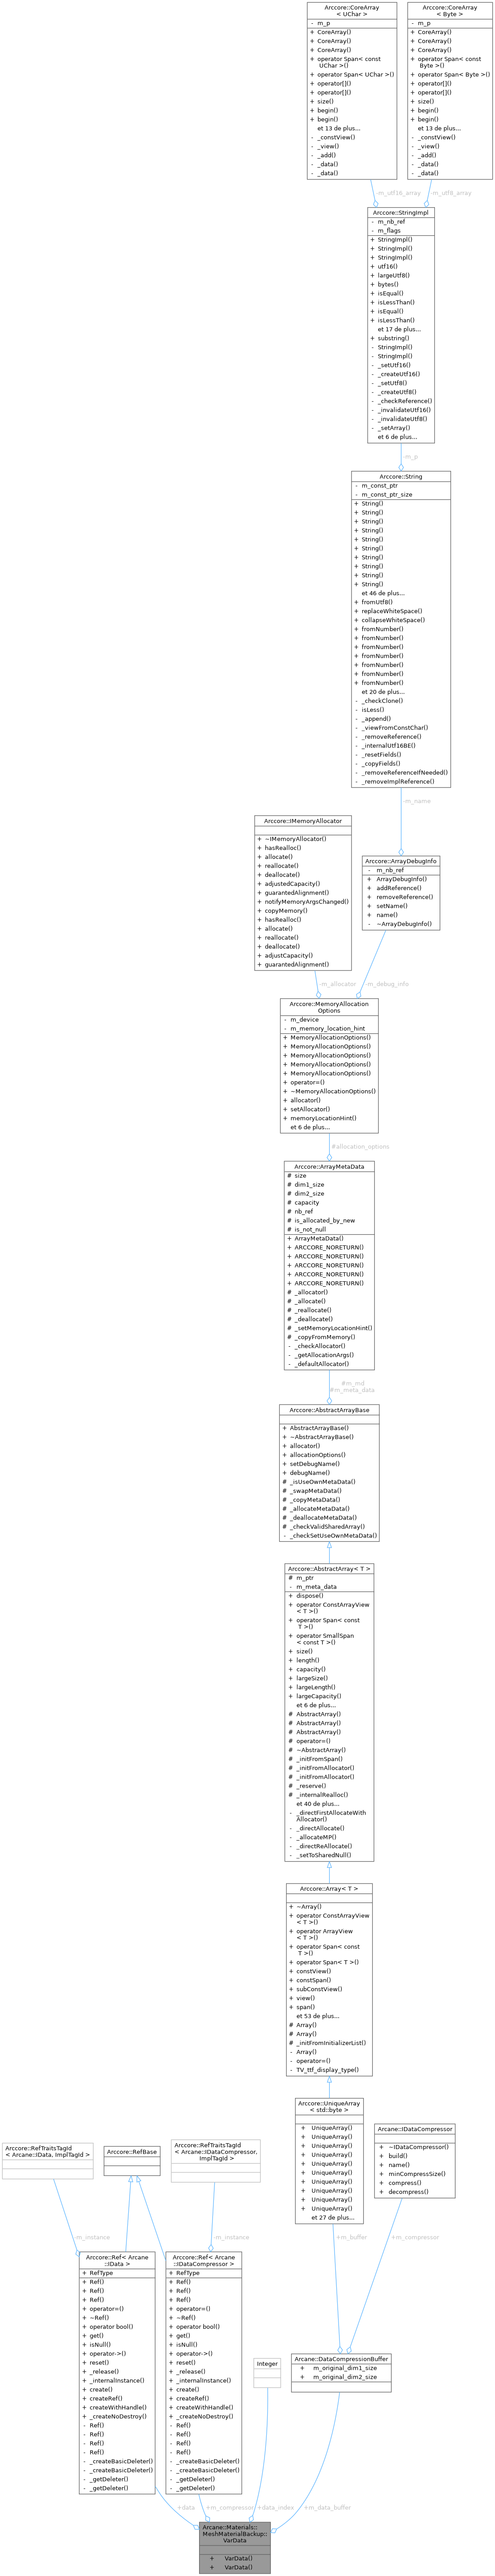 Arccore::CoreArray
< UChar >
- m_p
+ CoreArray()
+ CoreArray()
+ CoreArray()
+ operator Span< const
UChar >()
+ operator Span< UChar >()
+ operator[]()
+ operator[]()
+ size()
+ begin()
+ begin()
et 13 de plus...
- _constView()
- _view()
- _add()
- _data()
- _data()
Arccore::CoreArray
< Byte >
- m_p
+ CoreArray()
+ CoreArray()
+ CoreArray()
+ operator Span< const
Byte >()
+ operator Span< Byte >()
+ operator[]()
+ operator[]()
+ size()
+ begin()
+ begin()
et 13 de plus...
- _constView()
- _view()
- _add()
- _data()
- _data()
-m_utf16_array
-m_utf8_array
Arccore::StringImpl
- m_nb_ref
- m_flags
+ StringImpl()
+ StringImpl()
+ StringImpl()
+ utf16()
+ largeUtf8()
+ bytes()
+ isEqual()
+ isLessThan()
+ isEqual()
+ isLessThan()
et 17 de plus...
+ substring()
- StringImpl()
- StringImpl()
- _setUtf16()
- _createUtf16()
- _setUtf8()
- _createUtf8()
- _checkReference()
- _invalidateUtf16()
- _invalidateUtf8()
- _setArray()
et 6 de plus...
-m_p
Arccore::String
- m_const_ptr
- m_const_ptr_size
+ String()
+ String()
+ String()
+ String()
+ String()
+ String()
+ String()
+ String()
+ String()
+ String()
et 46 de plus...
+ fromUtf8()
+ replaceWhiteSpace()
+ collapseWhiteSpace()
+ fromNumber()
+ fromNumber()
+ fromNumber()
+ fromNumber()
+ fromNumber()
+ fromNumber()
+ fromNumber()
et 20 de plus...
- _checkClone()
- isLess()
- _append()
- _viewFromConstChar()
- _removeReference()
- _internalUtf16BE()
- _resetFields()
- _copyFields()
- _removeReferenceIfNeeded()
- _removeImplReference()
-m_name
Arccore::IMemoryAllocator
+ ~IMemoryAllocator()
+ hasRealloc()
+ allocate()
+ reallocate()
+ deallocate()
+ adjustedCapacity()
+ guarantedAlignment()
+ notifyMemoryArgsChanged()
+ copyMemory()
+ hasRealloc()
+ allocate()
+ reallocate()
+ deallocate()
+ adjustCapacity()
+ guarantedAlignment()
Arccore::ArrayDebugInfo
- m_nb_ref
+ ArrayDebugInfo()
+ addReference()
+ removeReference()
+ setName()
+ name()
- ~ArrayDebugInfo()
-m_allocator
-m_debug_info
Arccore::MemoryAllocation
Options
- m_device
- m_memory_location_hint
+ MemoryAllocationOptions()
+ MemoryAllocationOptions()
+ MemoryAllocationOptions()
+ MemoryAllocationOptions()
+ MemoryAllocationOptions()
+ operator=()
+ ~MemoryAllocationOptions()
+ allocator()
+ setAllocator()
+ memoryLocationHint()
et 6 de plus...
#allocation_options
Arccore::ArrayMetaData
# size
# dim1_size
# dim2_size
# capacity
# nb_ref
# is_allocated_by_new
# is_not_null
+ ArrayMetaData()
+ ARCCORE_NORETURN()
+ ARCCORE_NORETURN()
+ ARCCORE_NORETURN()
+ ARCCORE_NORETURN()
+ ARCCORE_NORETURN()
# _allocator()
# _allocate()
# _reallocate()
# _deallocate()
# _setMemoryLocationHint()
# _copyFromMemory()
- _checkAllocator()
- _getAllocationArgs()
- _defaultAllocator()
#m_md
#m_meta_data
Arccore::AbstractArrayBase
+ AbstractArrayBase()
+ ~AbstractArrayBase()
+ allocator()
+ allocationOptions()
+ setDebugName()
+ debugName()
# _isUseOwnMetaData()
# _swapMetaData()
# _copyMetaData()
# _allocateMetaData()
# _deallocateMetaData()
# _checkValidSharedArray()
- _checkSetUseOwnMetaData()
Arccore::AbstractArray< T >
# m_ptr
- m_meta_data
+ dispose()
+ operator ConstArrayView
< T >()
+ operator Span< const
T >()
+ operator SmallSpan
< const T >()
+ size()
+ length()
+ capacity()
+ largeSize()
+ largeLength()
+ largeCapacity()
et 6 de plus...
# AbstractArray()
# AbstractArray()
# AbstractArray()
# operator=()
# ~AbstractArray()
# _initFromSpan()
# _initFromAllocator()
# _initFromAllocator()
# _reserve()
# _internalRealloc()
et 40 de plus...
- _directFirstAllocateWith
Allocator()
- _directAllocate()
- _allocateMP()
- _directReAllocate()
- _setToSharedNull()
Arccore::Array< T >
+ ~Array()
+ operator ConstArrayView
< T >()
+ operator ArrayView
< T >()
+ operator Span< const
T >()
+ operator Span< T >()
+ constView()
+ constSpan()
+ subConstView()
+ view()
+ span()
et 53 de plus...
# Array()
# Array()
# _initFromInitializerList()
- Array()
- operator=()
- TV_ttf_display_type()
Arccore::UniqueArray
< std::byte >
+ UniqueArray()
+ UniqueArray()
+ UniqueArray()
+ UniqueArray()
+ UniqueArray()
+ UniqueArray()
+ UniqueArray()
+ UniqueArray()
+ UniqueArray()
+ UniqueArray()
et 27 de plus...
Arcane::IDataCompressor
+ ~IDataCompressor()
+ build()
+ name()
+ minCompressSize()
+ compress()
+ decompress()
Arccore::RefTraitsTagId
< Arcane::IData, ImplTagId >
Arccore::RefBase
Arccore::RefTraitsTagId
< Arcane::IDataCompressor,
ImplTagId >
-m_instance
-m_instance
+m_buffer
+m_compressor
Arccore::Ref< Arcane
::IData >
+ RefType
+ Ref()
+ Ref()
+ Ref()
+ operator=()
+ ~Ref()
+ operator bool()
+ get()
+ isNull()
+ operator->()
+ reset()
+ _release()
+ _internalInstance()
+ create()
+ createRef()
+ createWithHandle()
+ _createNoDestroy()
- Ref()
- Ref()
- Ref()
- Ref()
- _createBasicDeleter()
- _createBasicDeleter()
- _getDeleter()
- _getDeleter()
Arccore::Ref< Arcane
::IDataCompressor >
+ RefType
+ Ref()
+ Ref()
+ Ref()
+ operator=()
+ ~Ref()
+ operator bool()
+ get()
+ isNull()
+ operator->()
+ reset()
+ _release()
+ _internalInstance()
+ create()
+ createRef()
+ createWithHandle()
+ _createNoDestroy()
- Ref()
- Ref()
- Ref()
- Ref()
- _createBasicDeleter()
- _createBasicDeleter()
- _getDeleter()
- _getDeleter()
Integer
Arcane::DataCompressionBuffer
+ m_original_dim1_size
+ m_original_dim2_size
+data
+m_compressor
+data_index
+m_data_buffer
Arcane::Materials::
MeshMaterialBackup::
VarData
+ VarData()
+ VarData()